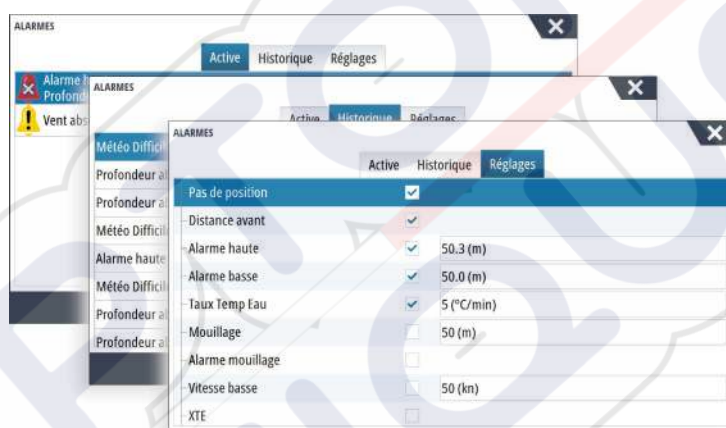 ALARMES
Active Historique Réglages
Alarme
Vent abs
ALARMES
Active Historique Réglages
Météo Difficil
Profondeur
Profondeur
Météo Difficil
Alarme haute
Météo Difficil
Profondeur
Profondeur
ALARMES
Active Historique Réglages
Pas de position
Distance avant
Alarme haute 50.3 (m)
Alarme basse 50.0 (m)
Taux Temp Eau 5 (°C/min)
Mouillage 50 (m)
Alarme mouillage
Vitesse basse 50 (kn)
XTE